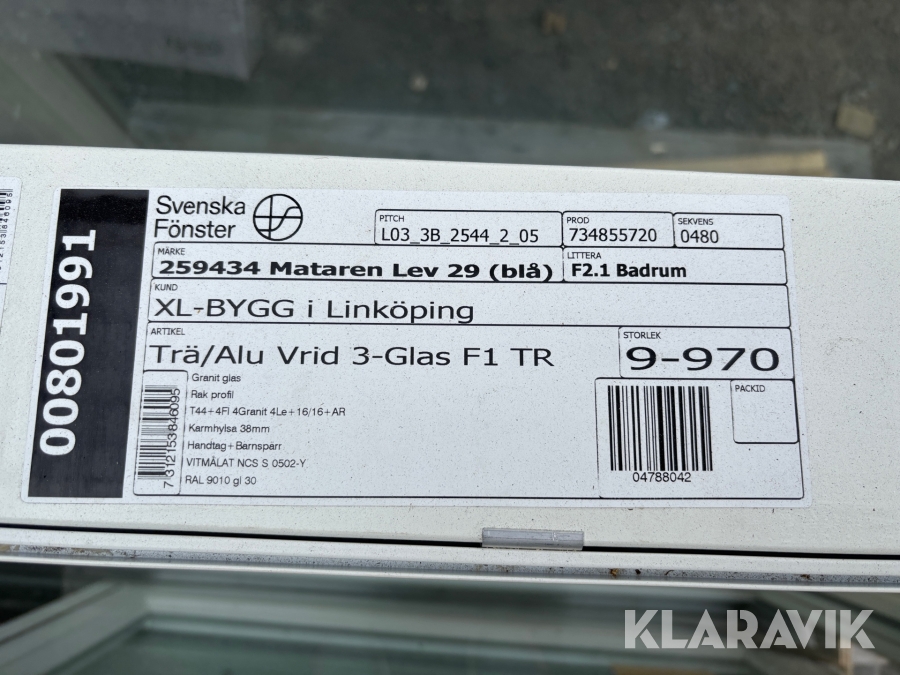 00801991
Svenska
Fönster
PITCH
L03_3B_2544_2_05
PROD
734855720
SEKVENS
0480
MÄRKE
259434 Mataren Lev 29 (blå)
LITTERA
F2.1 Badrum
KUND
XL-BYGG i Linköping
ARTIKEL
Trä/Alu Vrid 3-Glas F1 TR
STORLEK
9-970
Granit glas
Rak profil
T44+4Fl 4Granit 4Le+16/16+AR
Karmhylsa 38mm
Handtag+Barnspärr
VITMÅLAT NCS S 0502-Y
RAL 9010 gl 30
7312153846095
PACKID
04788042
KLARAVIK